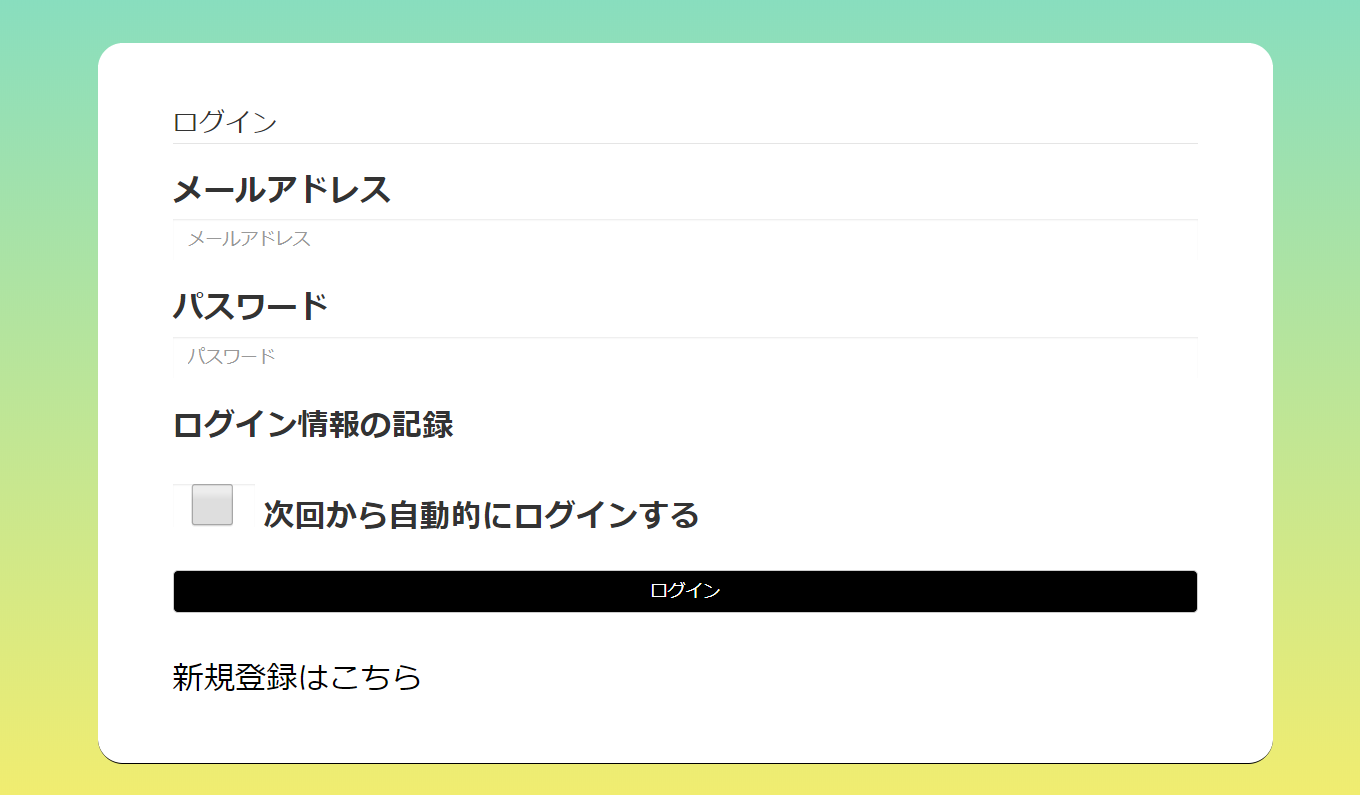 ログイン
メールアドレス
メールアドレス
パスワード
パスワード
ログイン情報の記録
次回から自動的にログインする
ログイン
新規登録はこちら